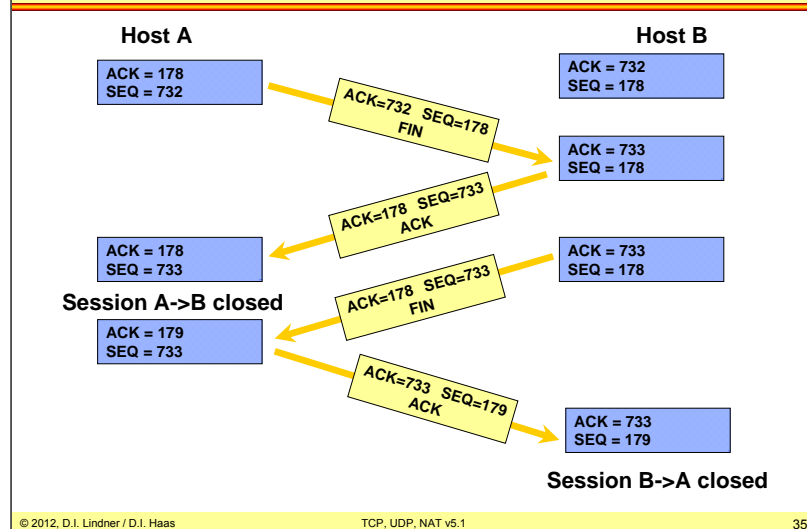 Host A
Host B
ACK = 178
SEQ = 732
ACK = 732
SEQ = 178
ACK=732 SEQ=178
FIN
ACK = 733
SEQ = 178
ACK=178 SEQ=733
ACK
ACK = 178
SEQ = 733
ACK = 733
SEQ = 178
Session A->B closed
ACK=178 SEQ=733
FIN
ACK = 179
SEQ = 733
ACK=733 SEQ=179
ACK
ACK = 733
SEQ = 179
Session B->A closed
© 2012, D.I. Lindner / D.I. Haas
TCP, UDP, NAT v5.1
35